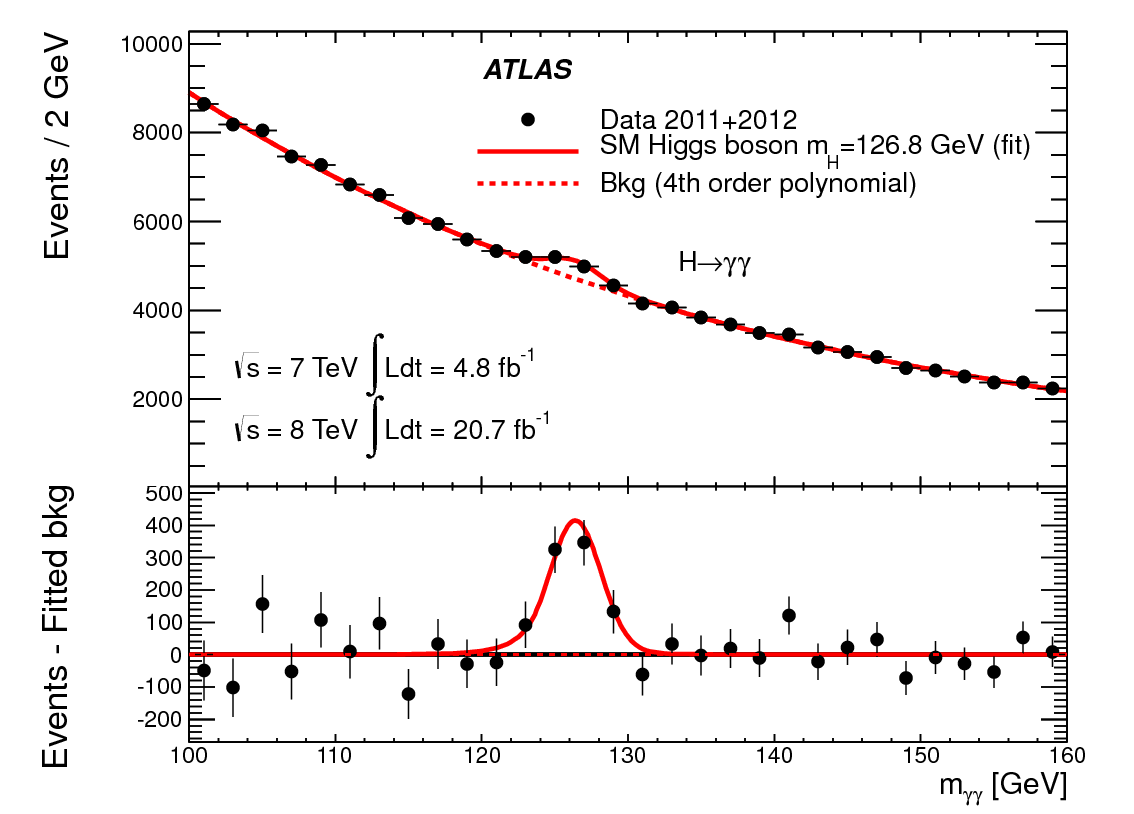 Events / 2 GeV
10000
8000
6000
4000
2000
ATLAS
Data 2011+2012
SM Higgs boson m_H=126.8 GeV (fit)
Bkg (4th order polynomial)
H→γγ
√s = 7 TeV ∫Ldt = 4.8 fb^-1
√s = 8 TeV ∫Ldt = 20.7 fb^-1
Events - Fitted bkg
500
400
300
200
100
0
-100
-200
100 110 120 130 140 150 160
m_γγ [GeV]